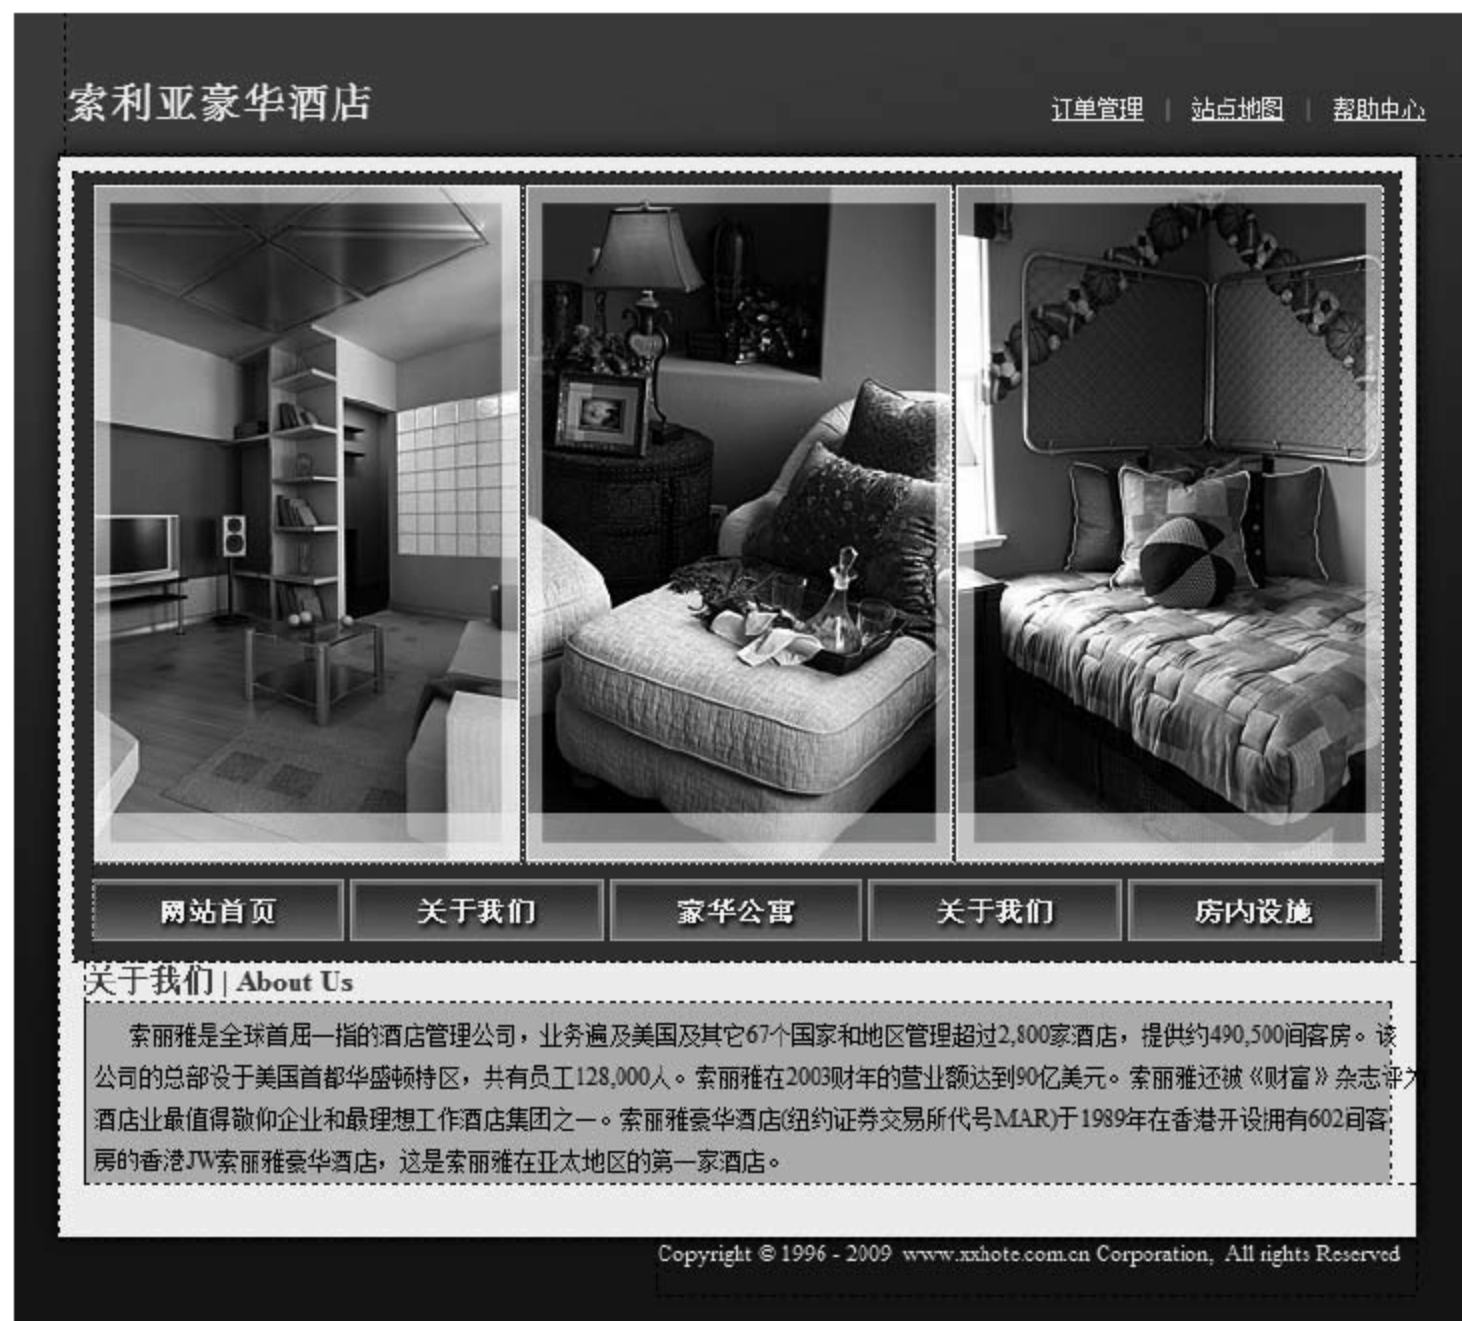 索利亚豪华酒店
订单管理 | 站点地图 | 帮助中心
网站首页 关于我们 豪华公寓 关于我们 房内设施
关于我们 | About Us
索丽雅是全球首屈一指的酒店管理公司，业务遍及美国及其它67个国家和地区管理超过2,800家酒店，提供约490,500间客房。该
公司的总部设于美国首都华盛顿特区，共有员工128,000人。索丽雅在2003财年的营业额达到90亿美元。索丽雅还被《财富》杂志评为
酒店业最值得敬仰企业和最理想工作酒店集团之一。索丽雅豪华酒店(纽约证券交易所代号MAR)于1989年在香港开设拥有602间客
房的香港JW索丽雅豪华酒店，这是索丽雅在亚太地区的第一家酒店。
Copyright © 1996 - 2009 www.xxhote.com.cn Corporation, All rights Reserved